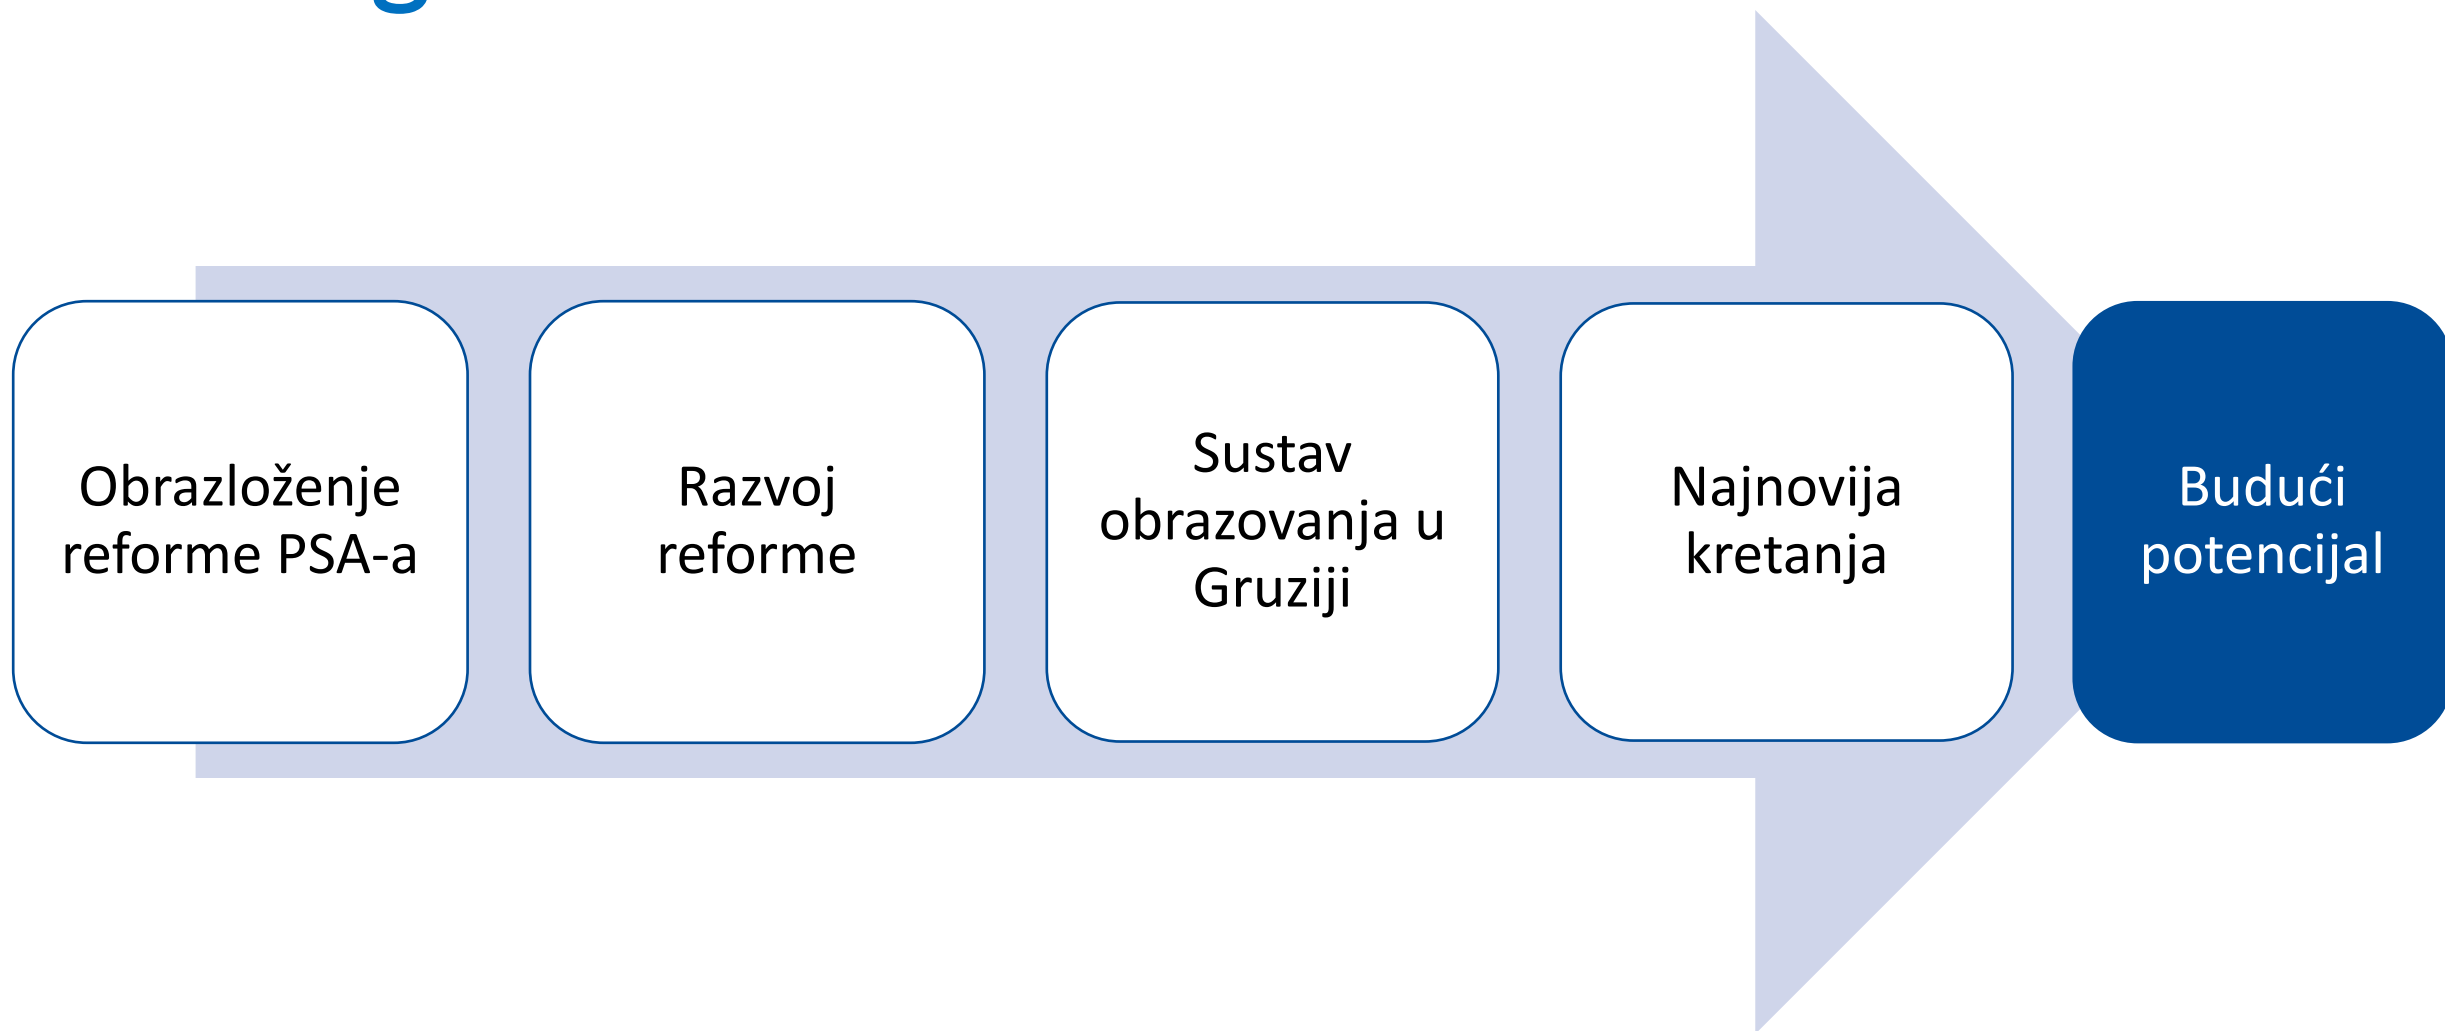 Obrazloženje
reforme PSA-a
Razvoj
reforme
Sustav
obrazovanja u
Gruziji
Najnovija
kretanja
Budući
potencijal